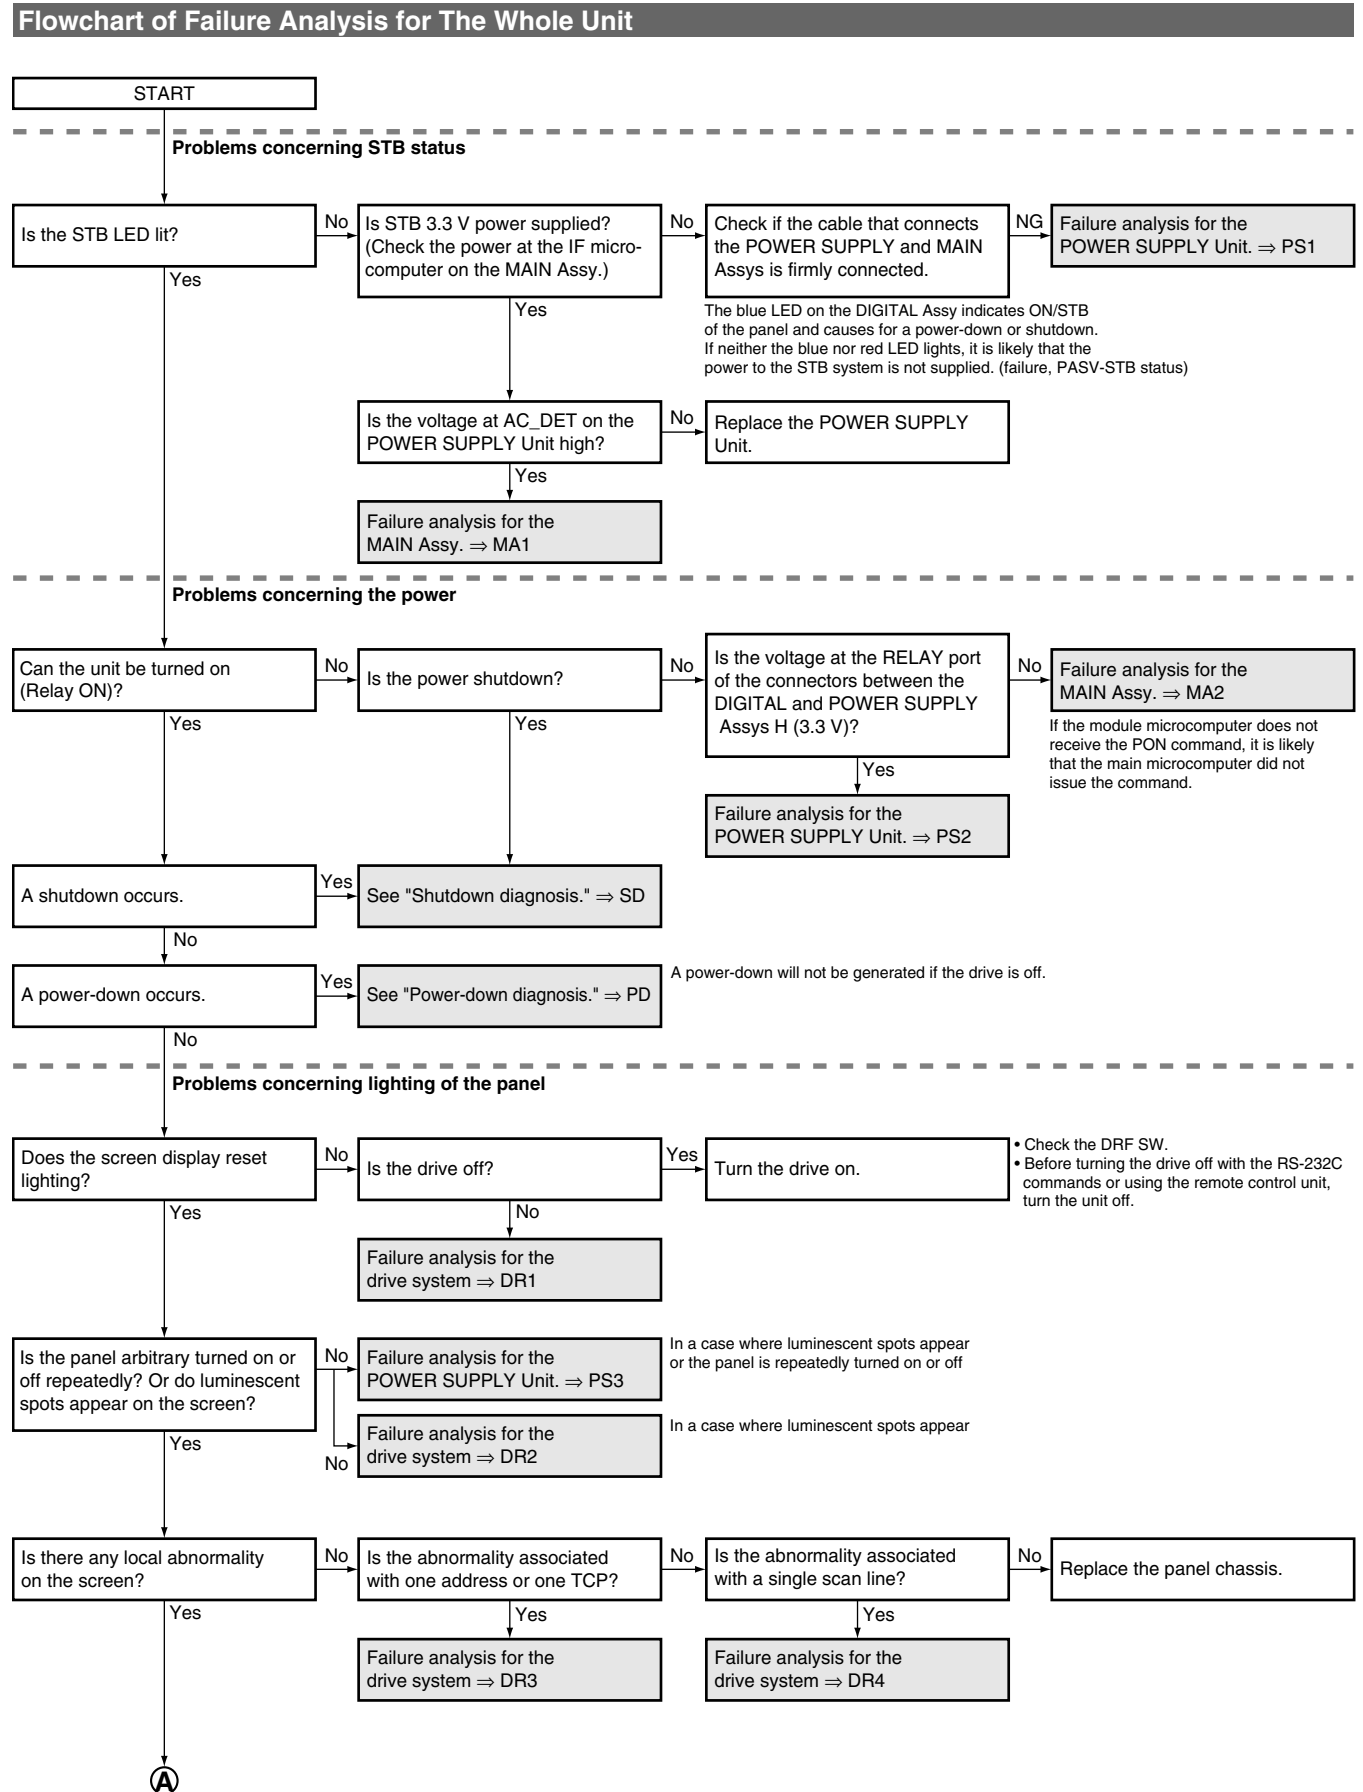 Flowchart of Failure Analysis for The Whole Unit
START
Problems concerning STB status
Is the STB LED lit?
No
Is STB 3.3 V power supplied?
(Check the power at the IF micro-
computer on the MAIN Assy.)
No
Check if the cable that connects
the POWER SUPPLY and MAIN
Assys is firmly connected.
NG
Failure analysis for the
POWER SUPPLY Unit. ⇒ PS1
Yes
Yes
The blue LED on the DIGITAL Assy indicates ON/STB
of the panel and causes for a power-down or shutdown.
If neither the blue nor red LED lights, it is likely that the
power to the STB system is not supplied. (failure, PASV-STB status)
Is the voltage at AC_DET on the
POWER SUPPLY Unit high?
No
Replace the POWER SUPPLY
Unit.
Yes
Failure analysis for the
MAIN Assy. ⇒ MA1
Problems concerning the power
Can the unit be turned on
(Relay ON)?
No
Is the power shutdown?
No
Is the voltage at the RELAY port
of the connectors between the
DIGITAL and POWER SUPPLY
Assys H (3.3 V)?
No
Failure analysis for the
MAIN Assy. ⇒ MA2
Yes
Yes
If the module microcomputer does not
receive the PON command, it is likely
that the main microcomputer did not
issue the command.
Yes
Failure analysis for the
POWER SUPPLY Unit. ⇒ PS2
A shutdown occurs.
Yes
See "Shutdown diagnosis." ⇒ SD
No
A power-down occurs.
Yes
See "Power-down diagnosis." ⇒ PD
A power-down will not be generated if the drive is off.
No
Problems concerning lighting of the panel
Does the screen display reset
lighting?
No
Is the drive off?
Yes
Turn the drive on.
• Check the DRF SW.
• Before turning the drive off with the RS-232C
commands or using the remote control unit,
turn the unit off.
Yes
No
Failure analysis for the
drive system ⇒ DR1
Is the panel arbitrary turned on or
off repeatedly? Or do luminescent
spots appear on the screen?
No
Failure analysis for the
POWER SUPPLY Unit. ⇒ PS3
In a case where luminescent spots appear
or the panel is repeatedly turned on or off
Yes
No
Failure analysis for the
drive system ⇒ DR2
In a case where luminescent spots appear
Is there any local abnormality
on the screen?
No
Is the abnormality associated
with one address or one TCP?
No
Is the abnormality associated
with a single scan line?
No
Replace the panel chassis.
Yes
Yes
Yes
Failure analysis for the
drive system ⇒ DR3
Failure analysis for the
drive system ⇒ DR4
A